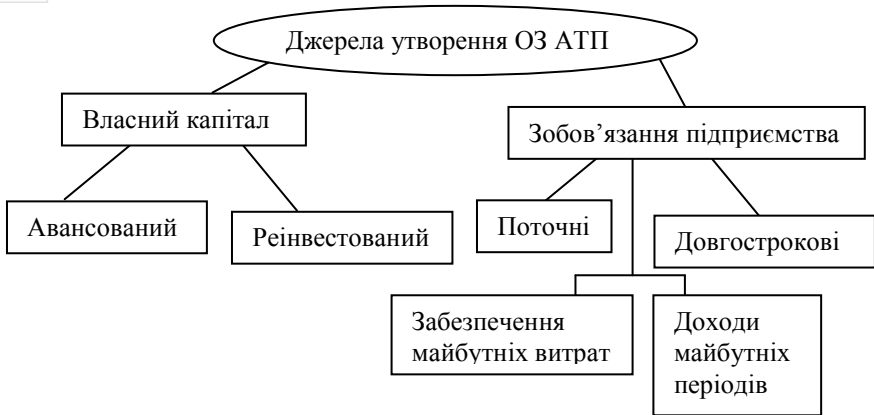 Джерела утворення ОЗ АТП
Власний капітал
Зобов’язання підприємства
Авансований
Реінвестований
Поточні
Довгострокові
Забезпечення
майбутніх витрат
Доходи
майбутніх
періодів